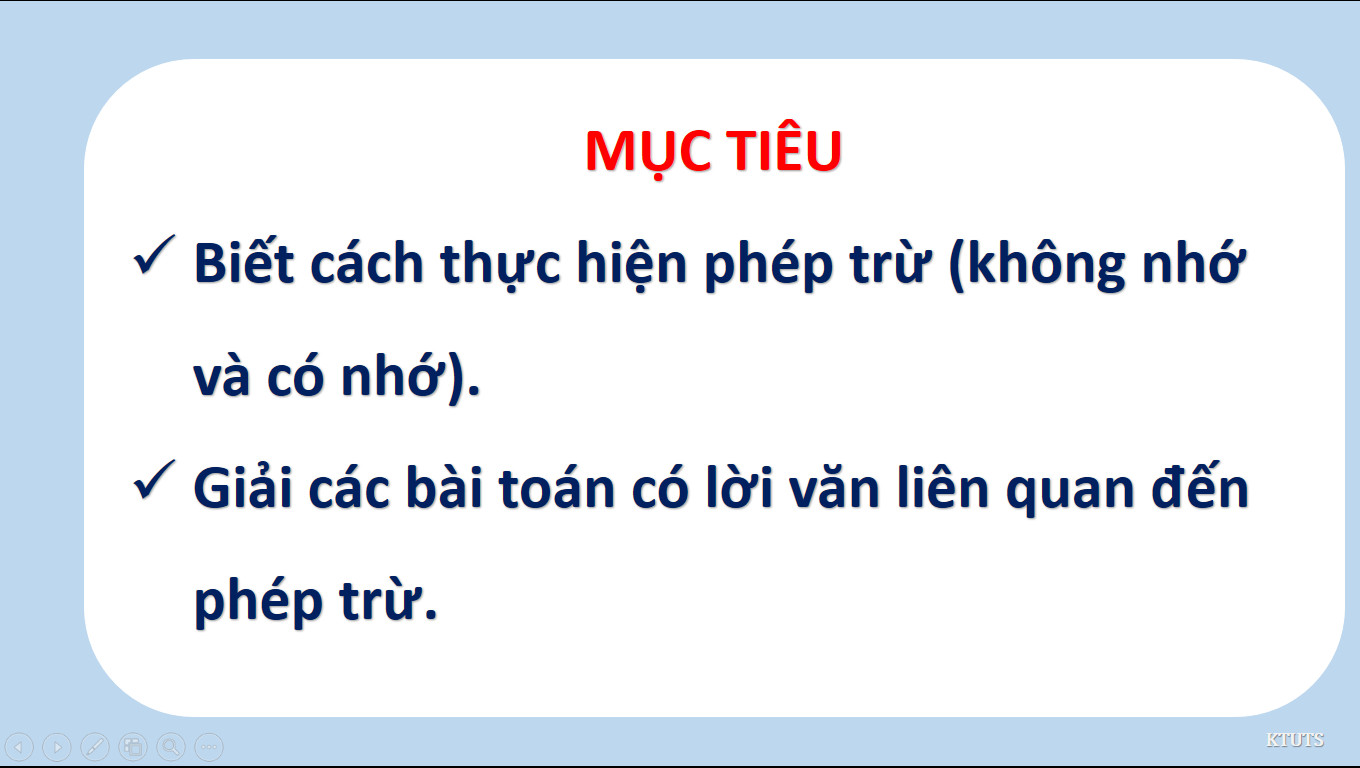 MỤC TIÊU
Biết cách thực hiện phép trừ (không nhớ
và có nhớ).
Giải các bài toán có lời văn liên quan đến
phép trừ.
KTUTS